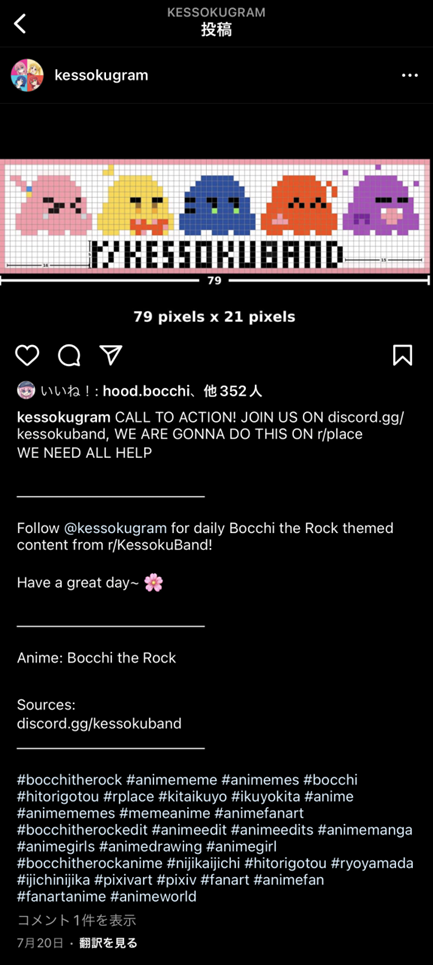 KESSOKUGRAM
投稿
kessokugram
r/KESSOKUBAND
79
79 pixels x 21 pixels
いいね！: hood.bocchi、他352人
kessokugram CALL TO ACTION! JOIN US ON discord.gg/
kessokuband, WE ARE GONNA DO THIS ON r/place
WE NEED ALL HELP
Follow @kessokugram for daily Bocchi the Rock themed
content from r/KessokuBand!
Have a great day~ 🌸
Anime: Bocchi the Rock
Sources:
discord.gg/kessokuband
#bocchitherock #animememe #animemes #bocchi
#hitorigotou #rplace #kitaikuyo #ikuyokita #anime
#animememes #memeanime #animefanart
#bocchitherockedit #animeedit #animeedits #animemanga
#animegirls #animedrawing #animegirl
#bocchitherockanime #nijikaijichi #hitorigotou #ryoyamada
#ijichinijika #pixivart #pixiv #fanart #animefan
#fanartanime #animeworld
コメント1件を表示
7月20日 · 翻訳を見る